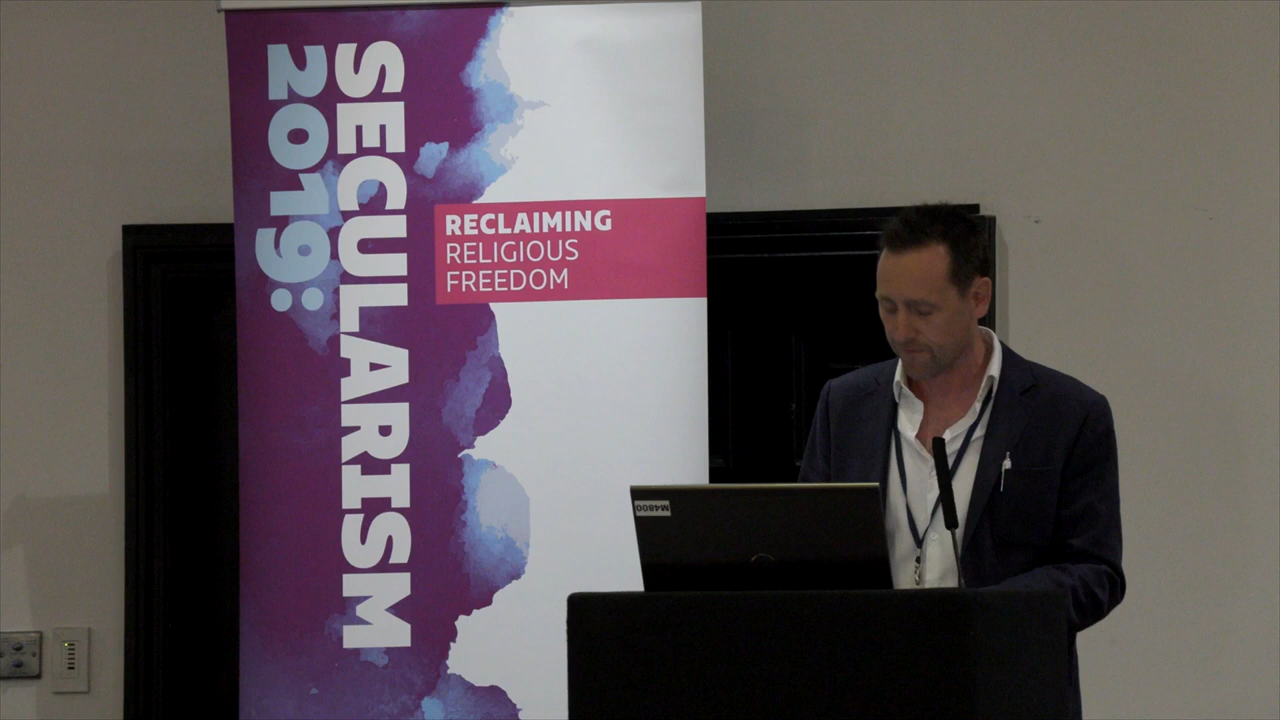 SECULARISM
2019:
RECLAIMING
RELIGIOUS
FREEDOM
M4800